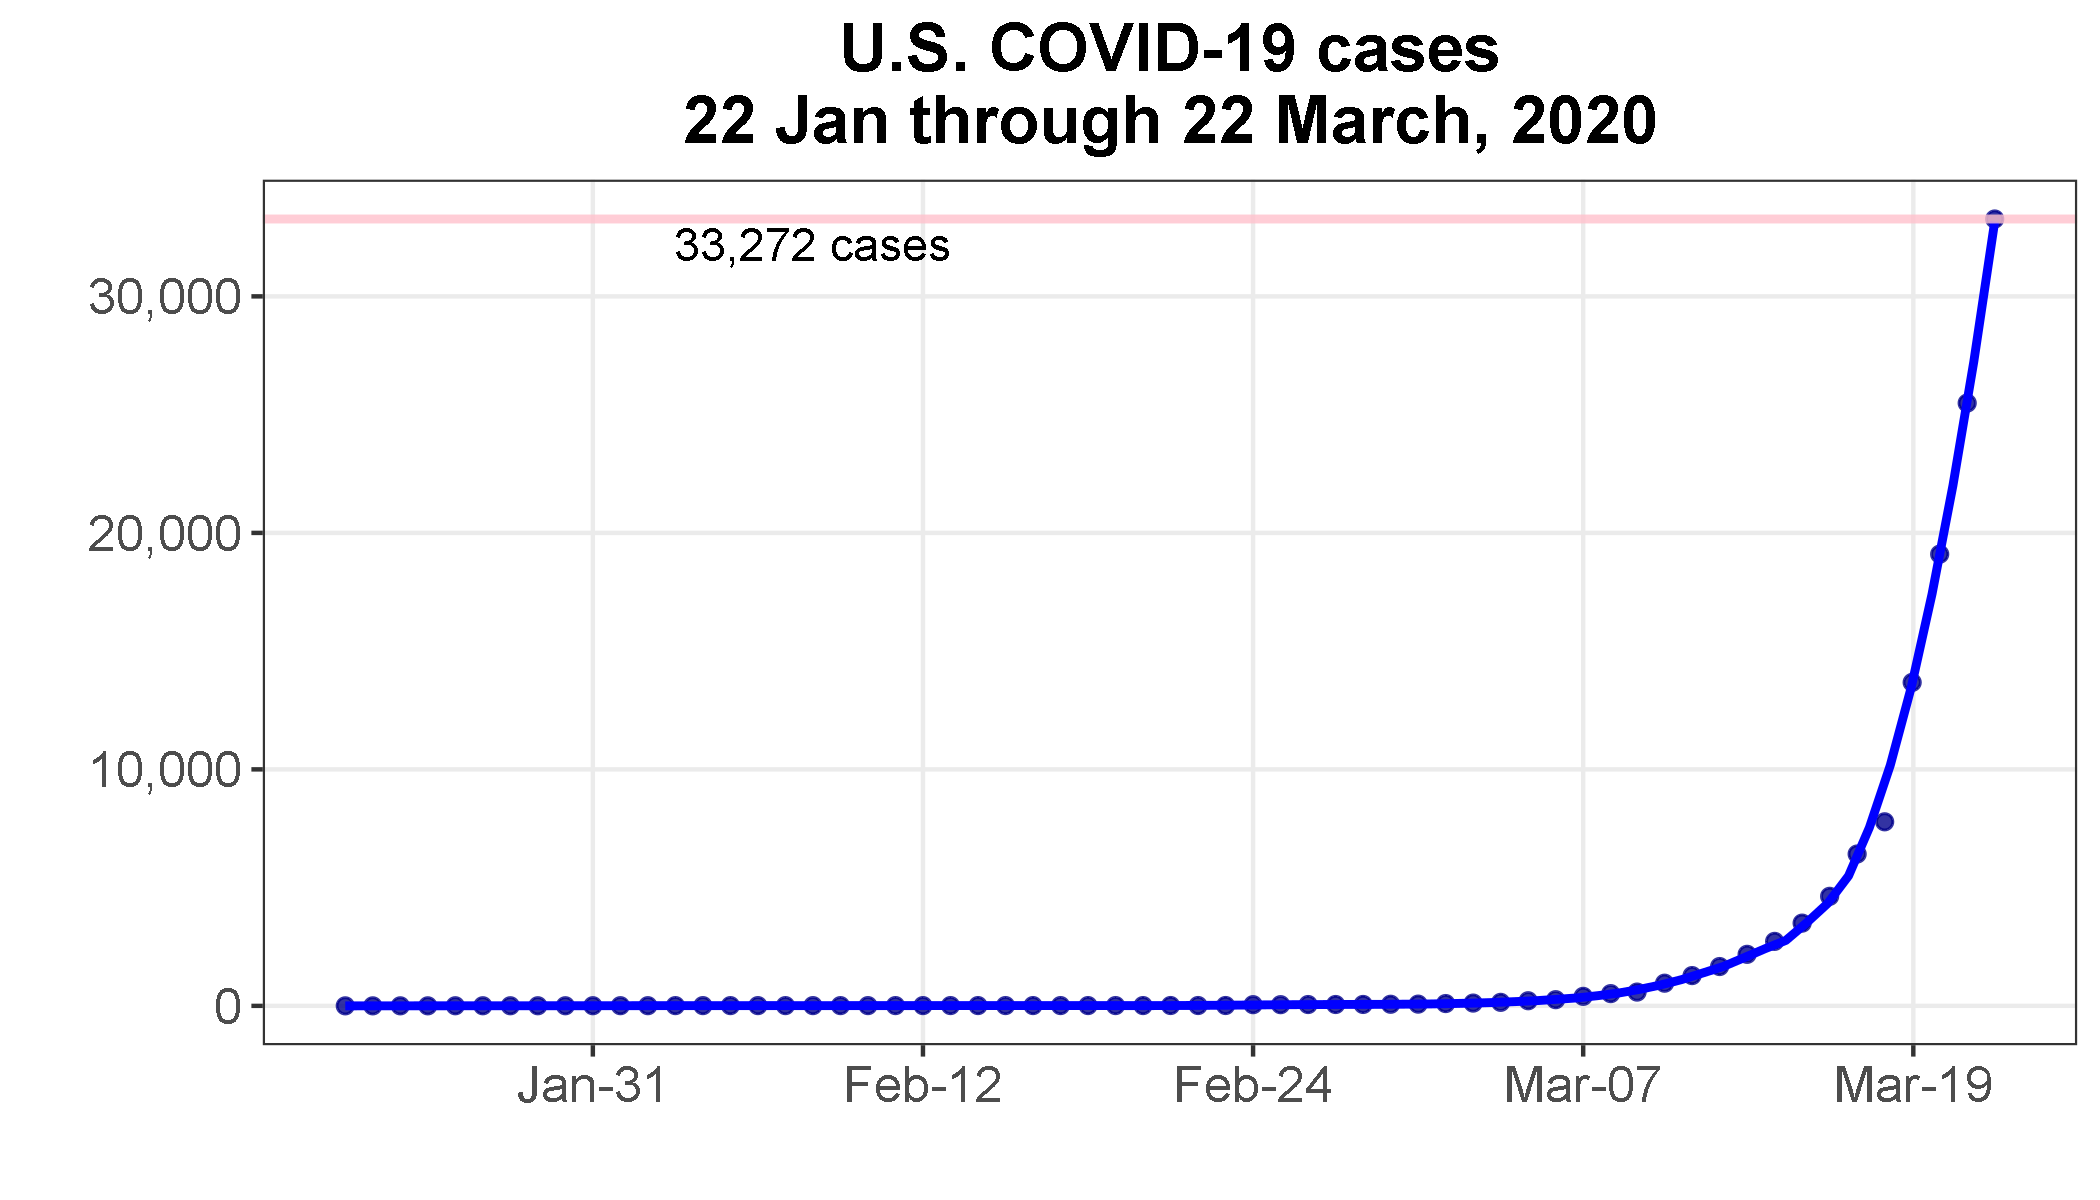 U.S. COVID-19 cases
22 Jan through 22 March, 2020
33,272 cases
30,000
20,000
10,000
0
Jan-31 Feb-12 Feb-24 Mar-07 Mar-19